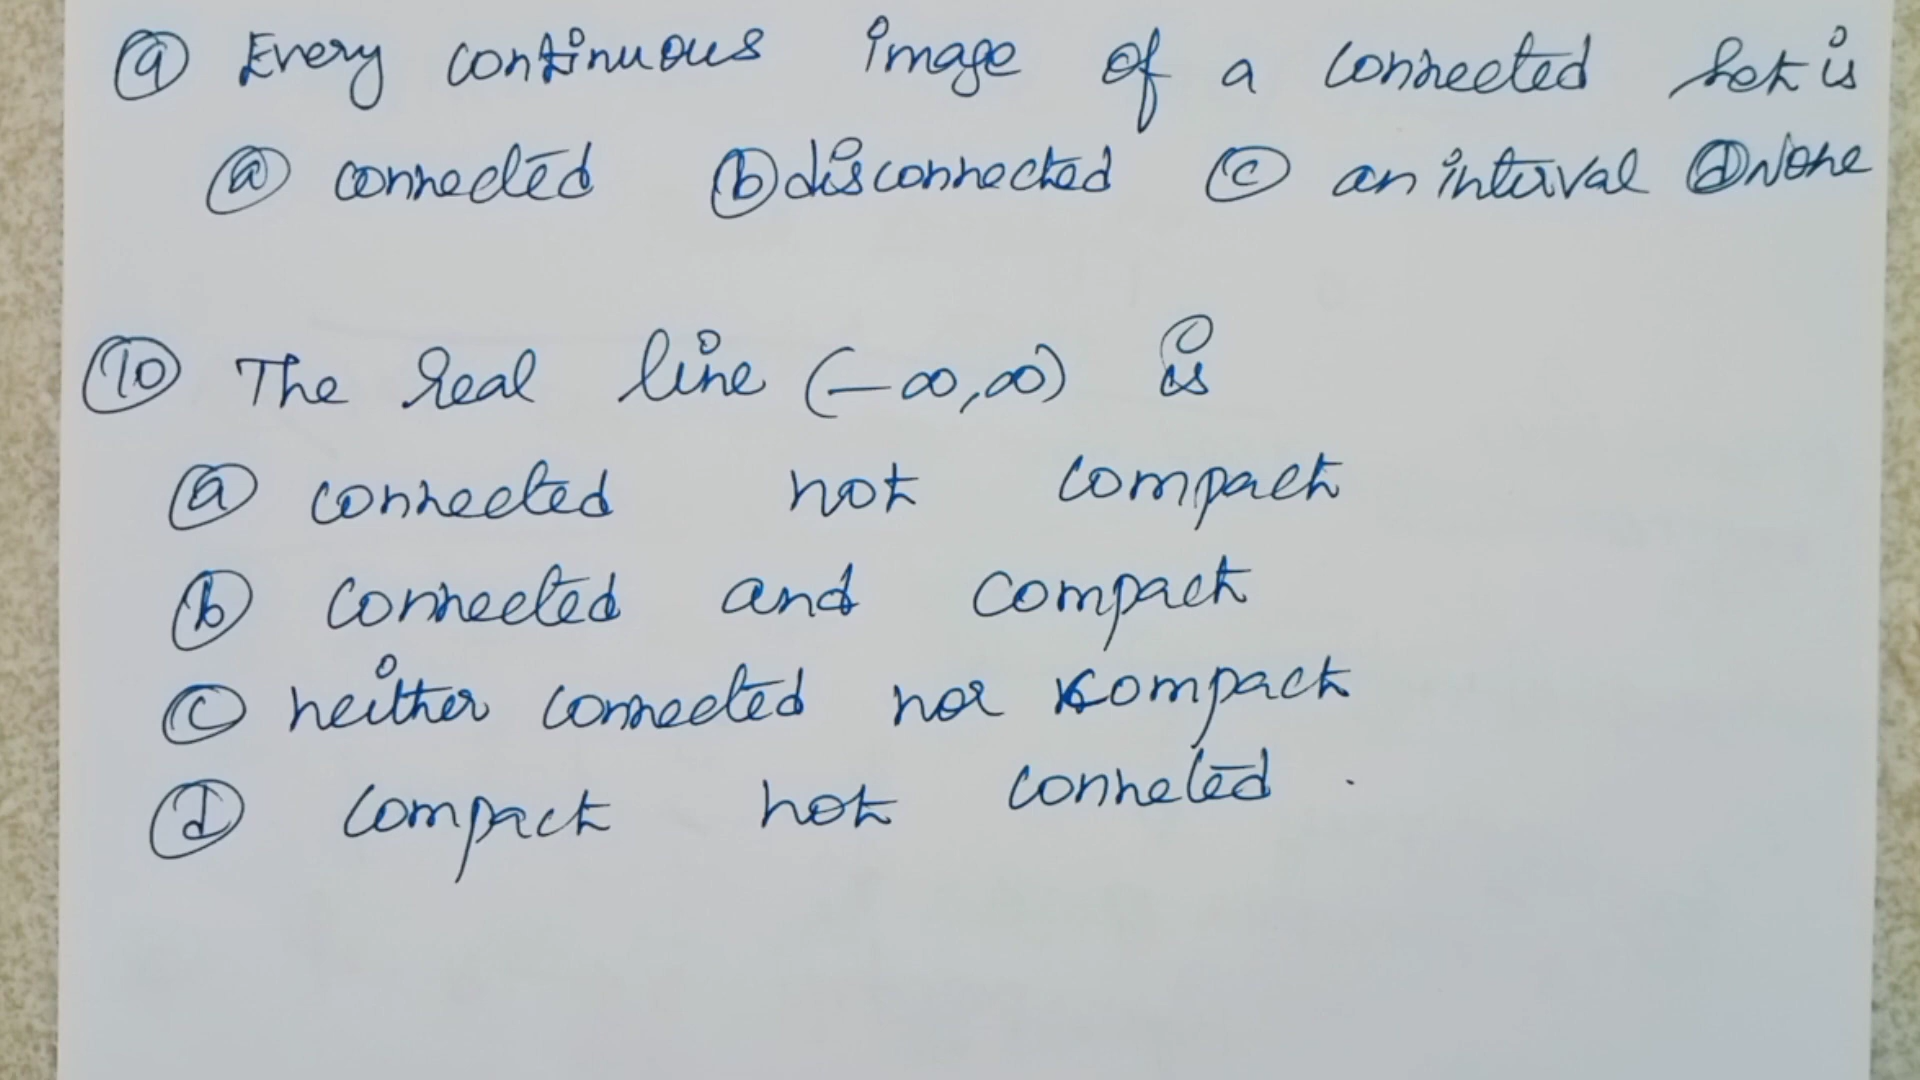 ⑨ Every continuous image of a connected set is
ⓐ connected ⓑ disconnected ⓒ an interval ⓓ None
⑩ The real line (-∞,∞) is
ⓐ connected not compact
ⓑ connected and compact
ⓒ neither connected nor compact
ⓓ compact not conneted.